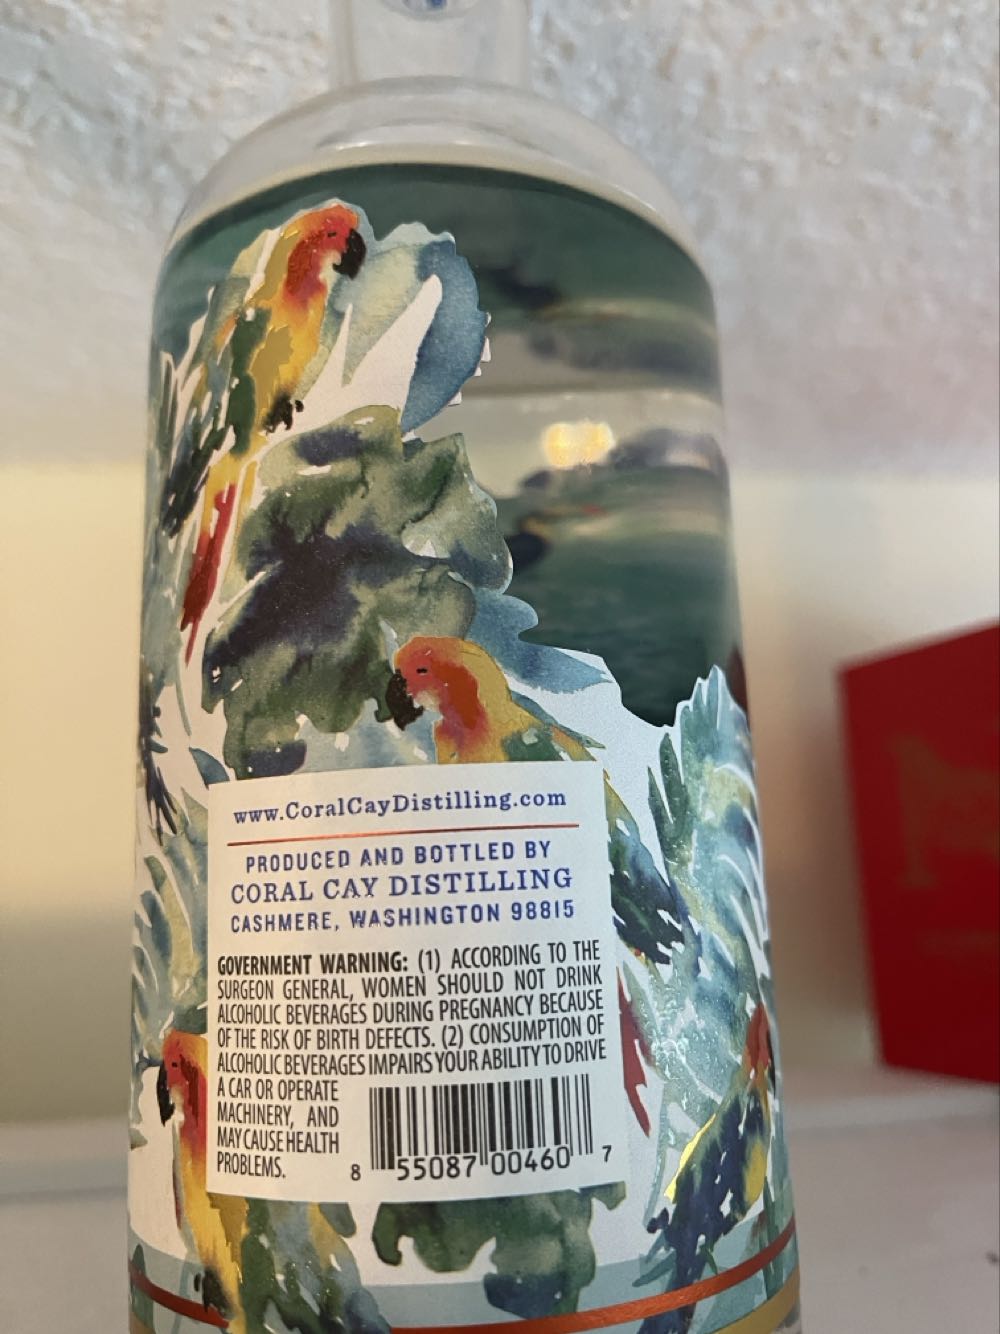 www.CoralCayDistilling.com
PRODUCED AND BOTTLED BY
CORAL CAY DISTILLING
CASHMERE, WASHINGTON 98815
GOVERNMENT WARNING: (1) ACCORDING TO THE
SURGEON GENERAL, WOMEN SHOULD NOT DRINK
ALCOHOLIC BEVERAGES DURING PREGNANCY BECAUSE
OF THE RISK OF BIRTH DEFECTS. (2) CONSUMPTION OF
ALCOHOLIC BEVERAGES IMPAIRS YOUR ABILITY TO DRIVE
A CAR OR OPERATE
MACHINERY, AND
MAY CAUSE HEALTH
PROBLEMS.
8 55087 00460 7